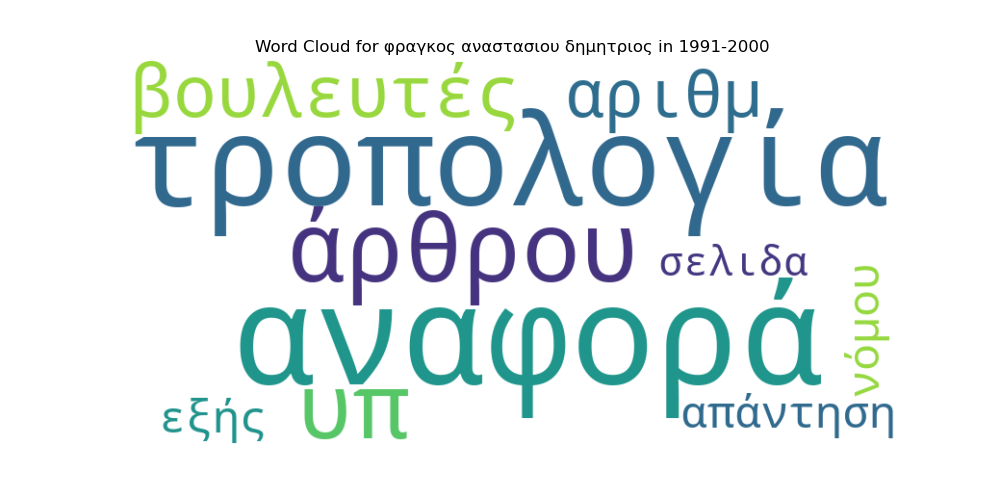 Word Cloud for φραγκος αναστασιου δημητριος in 1991-2000
βουλευτές αριθμ
τροπολογία
άρθρου σελιδα
αναφορά νόμου
εξής υπ απάντηση